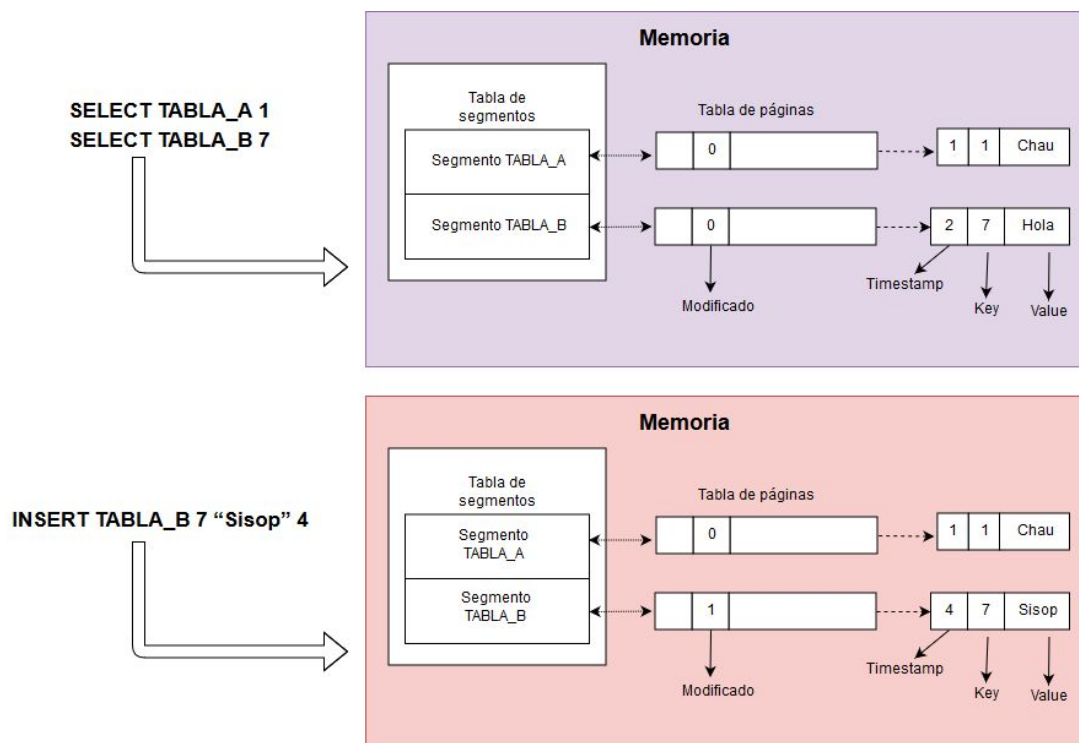 Memoria
SELECT TABLA_A 1
SELECT TABLA_B 7
Tabla de
segmentos
Tabla de páginas
Segmento TABLA_A
0
1 1 Chau
Segmento TABLA_B
0
2 7 Hola
Modificado
Timestamp
Key
Value
Memoria
INSERT TABLA_B 7 “Sisop” 4
Tabla de
segmentos
Tabla de páginas
Segmento
TABLA_A
0
1 1 Chau
Segmento
TABLA_B
1
4 7 Sisop
Modificado
Timestamp
Key
Value